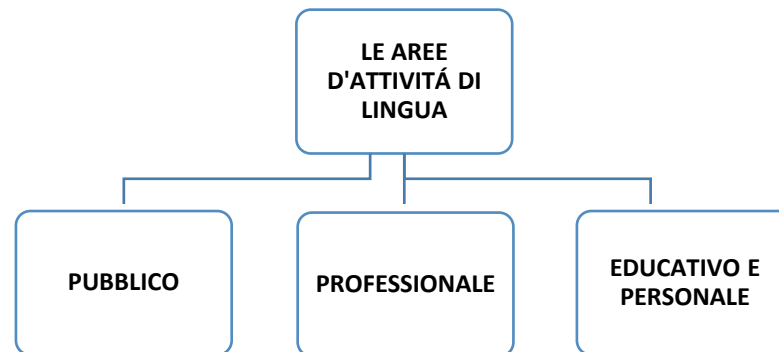 LE AREE
D'ATTIVITÁ DI
LINGUA
PUBBLICO
PROFESSIONALE
EDUCATIVO E
PERSONALE